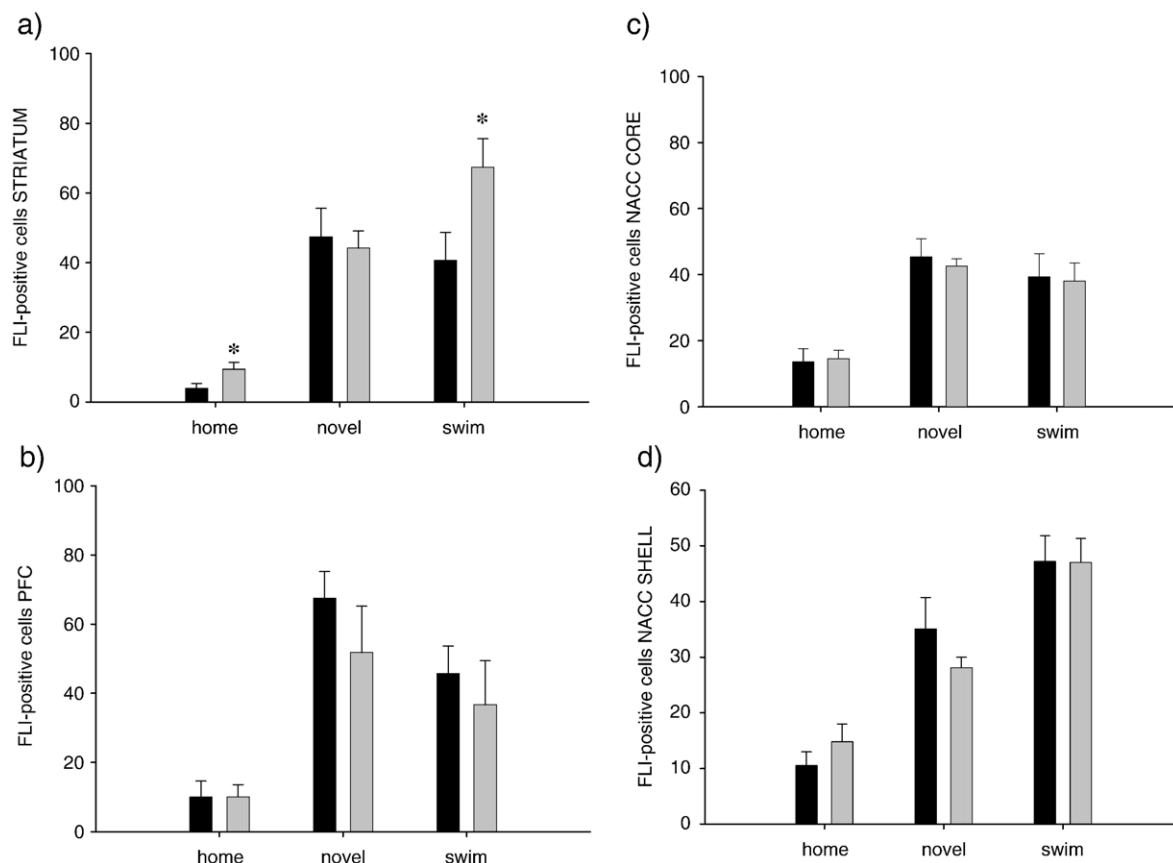 a)
100
80
60
40
20
0
FLI-positive cells STRIATUM
*
*
home novel swim
b)
100
80
60
40
20
0
FLI-positive cells PFC
home novel swim
c)
100
80
60
40
20
0
FLI-positive cells NACC CORE
home novel swim
d)
60
50
40
30
20
10
0
FLI-positive cells NACC SHELL
home novel swim